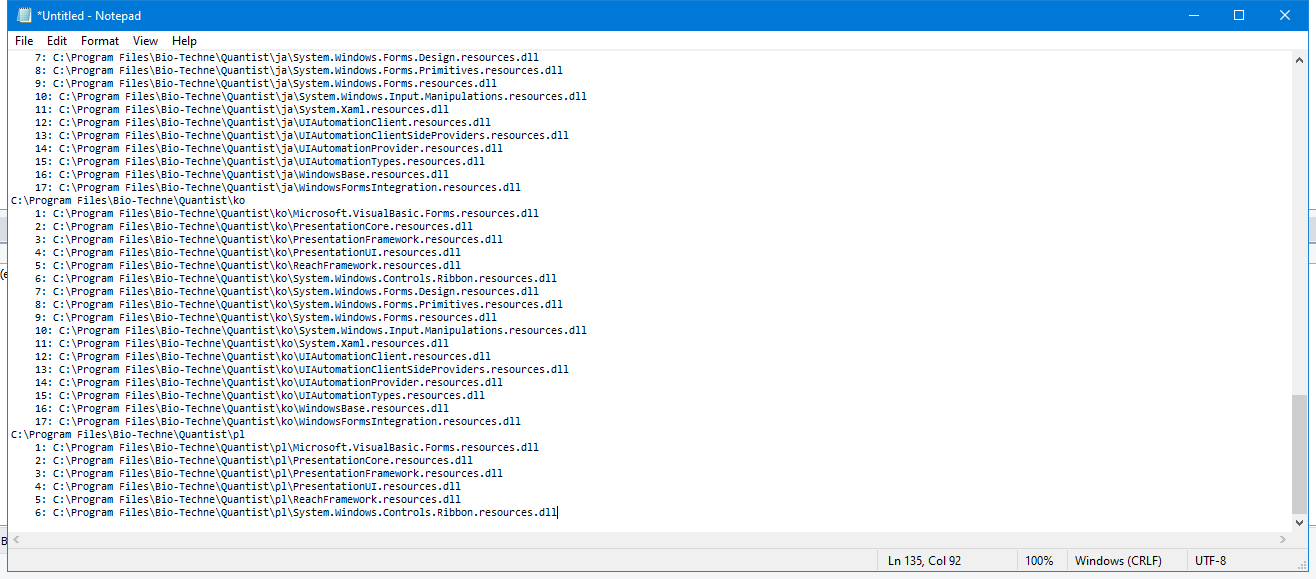 *Untitled - Notepad
File Edit Format View Help
7: C:\Program Files\Bio-Techne\Quantist\ja\System.Windows.Forms.Design.resources.dll
8: C:\Program Files\Bio-Techne\Quantist\ja\System.Windows.Forms.Primitives.resources.dll
9: C:\Program Files\Bio-Techne\Quantist\ja\System.Windows.Forms.resources.dll
10: C:\Program Files\Bio-Techne\Quantist\ja\System.Windows.Input.Manipulations.resources.dll
11: C:\Program Files\Bio-Techne\Quantist\ja\System.Xaml.resources.dll
12: C:\Program Files\Bio-Techne\Quantist\ja\UIAutomationClient.resources.dll
13: C:\Program Files\Bio-Techne\Quantist\ja\UIAutomationClientSideProviders.resources.dll
14: C:\Program Files\Bio-Techne\Quantist\ja\UIAutomationProvider.resources.dll
15: C:\Program Files\Bio-Techne\Quantist\ja\UIAutomationTypes.resources.dll
16: C:\Program Files\Bio-Techne\Quantist\ja\WindowsBase.resources.dll
17: C:\Program Files\Bio-Techne\Quantist\ja\WindowsFormsIntegration.resources.dll
C:\Program Files\Bio-Techne\Quantist\ko
1: C:\Program Files\Bio-Techne\Quantist\ko\Microsoft.VisualBasic.Forms.resources.dll
2: C:\Program Files\Bio-Techne\Quantist\ko\PresentationCore.resources.dll
3: C:\Program Files\Bio-Techne\Quantist\ko\PresentationFramework.resources.dll
4: C:\Program Files\Bio-Techne\Quantist\ko\PresentationUI.resources.dll
5: C:\Program Files\Bio-Techne\Quantist\ko\ReachFramework.resources.dll
6: C:\Program Files\Bio-Techne\Quantist\ko\System.Windows.Controls.Ribbon.resources.dll
7: C:\Program Files\Bio-Techne\Quantist\ko\System.Windows.Forms.Design.resources.dll
8: C:\Program Files\Bio-Techne\Quantist\ko\System.Windows.Forms.Primitives.resources.dll
9: C:\Program Files\Bio-Techne\Quantist\ko\System.Windows.Forms.resources.dll
10: C:\Program Files\Bio-Techne\Quantist\ko\System.Windows.Input.Manipulations.resources.dll
11: C:\Program Files\Bio-Techne\Quantist\ko\System.Xaml.resources.dll
12: C:\Program Files\Bio-Techne\Quantist\ko\UIAutomationClient.resources.dll
13: C:\Program Files\Bio-Techne\Quantist\ko\UIAutomationClientSideProviders.resources.dll
14: C:\Program Files\Bio-Techne\Quantist\ko\UIAutomationProvider.resources.dll
15: C:\Program Files\Bio-Techne\Quantist\ko\UIAutomationTypes.resources.dll
16: C:\Program Files\Bio-Techne\Quantist\ko\WindowsBase.resources.dll
17: C:\Program Files\Bio-Techne\Quantist\ko\WindowsFormsIntegration.resources.dll
C:\Program Files\Bio-Techne\Quantist\pl
1: C:\Program Files\Bio-Techne\Quantist\pl\Microsoft.VisualBasic.Forms.resources.dll
2: C:\Program Files\Bio-Techne\Quantist\pl\PresentationCore.resources.dll
3: C:\Program Files\Bio-Techne\Quantist\pl\PresentationFramework.resources.dll
4: C:\Program Files\Bio-Techne\Quantist\pl\PresentationUI.resources.dll
5: C:\Program Files\Bio-Techne\Quantist\pl\ReachFramework.resources.dll
6: C:\Program Files\Bio-Techne\Quantist\pl\System.Windows.Controls.Ribbon.resources.dll
Ln 135, Col 92 100% Windows (CRLF) UTF-8